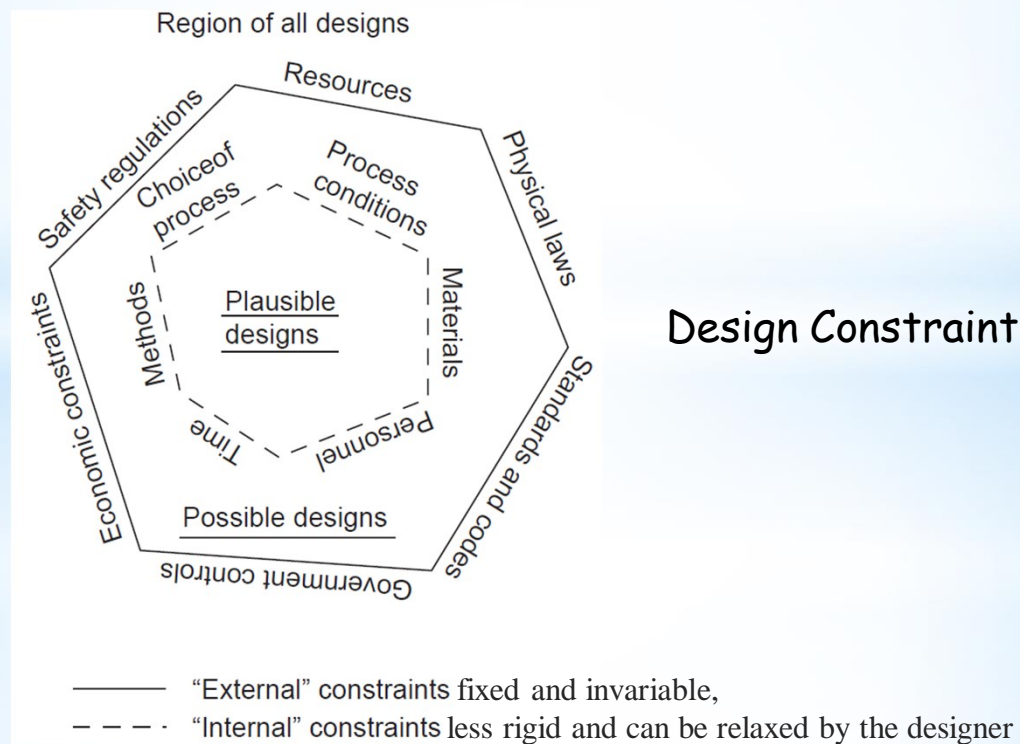 Region of all designs
Resources
Safety regulations
Physical laws
Choiceof
process
Process
conditions
Economic constraints
Methods
Plausible
designs
Materials
Design Constraint
Standards and codes
Time
Personnel
Possible designs
Government controls
“External” constraints fixed and invariable,
“Internal” constraints less rigid and can be relaxed by the designer